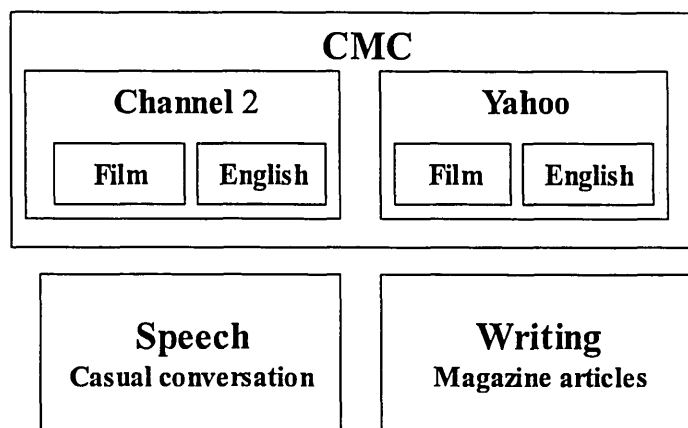 CMC
Channel 2
Yahoo
Film
English
Film
English
Speech
Casual conversation
Writing
Magazine articles